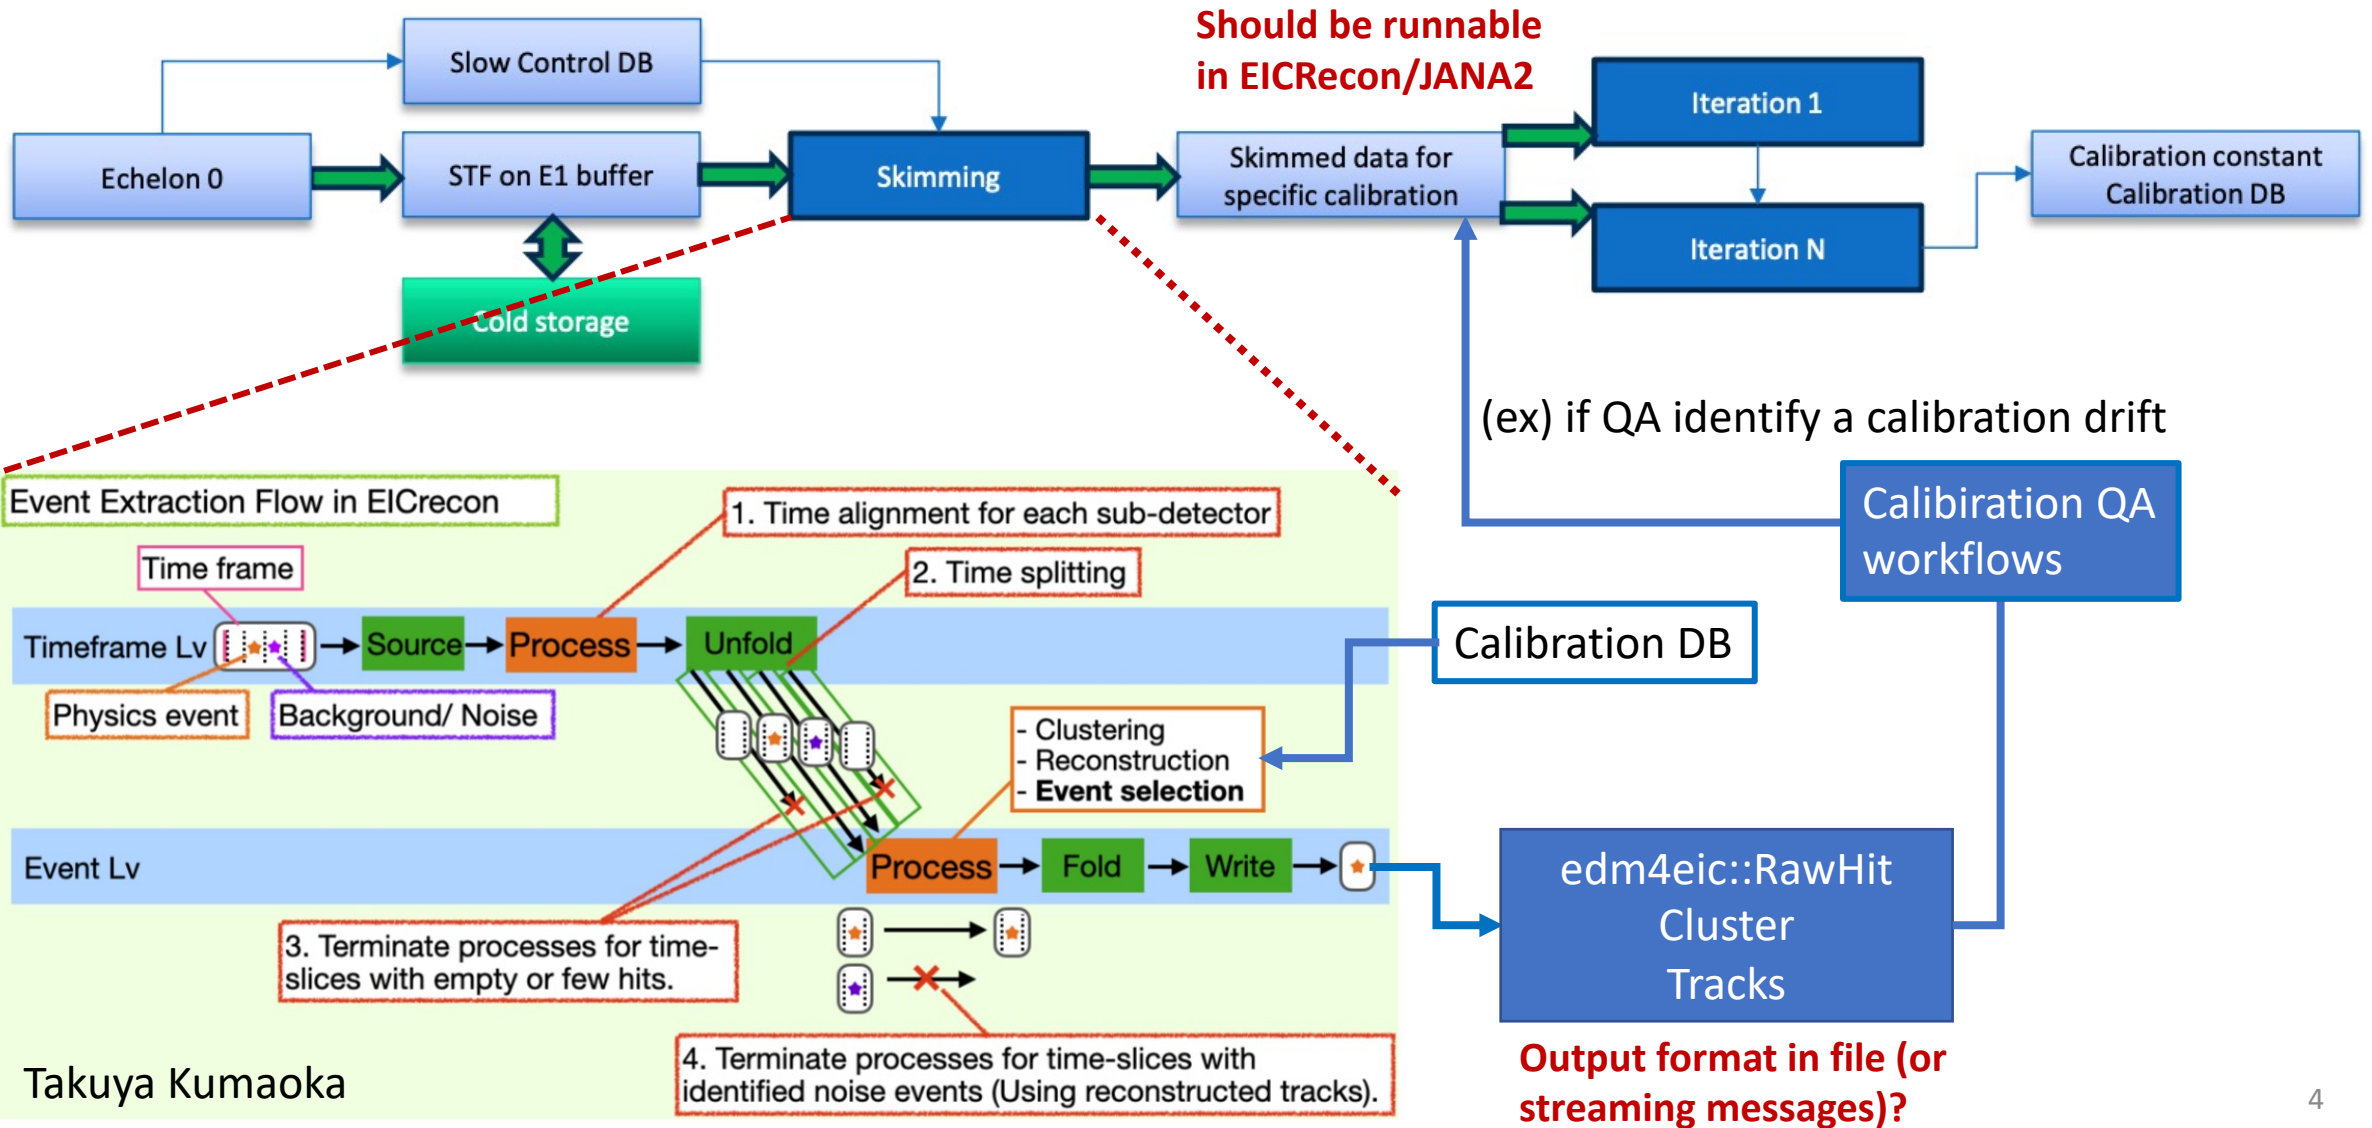 Should be runnable
in EICRecon/JANA2
Slow Control DB
Iteration 1
Echelon 0
STF on E1 buffer
Skimming
Skimmed data for
specific calibration
Calibration constant
Calibration DB
Iteration N
Cold storage
(ex) if QA identify a calibration drift
Calibiration QA
workflows
Event Extraction Flow in EICrecon
1. Time alignment for each sub-detector
Time frame
2. Time splitting
Timeframe Lv
Source
Process
Unfold
Calibration DB
Physics event
Background/ Noise
- Clustering
- Reconstruction
- Event selection
Event Lv
Process
Fold
Write
edm4eic::RawHit
Cluster
Tracks
3. Terminate processes for time-
slices with empty or few hits.
4. Terminate processes for time-slices with
identified noise events (Using reconstructed tracks).
Takuya Kumaoka
Output format in file (or
streaming messages)?
4